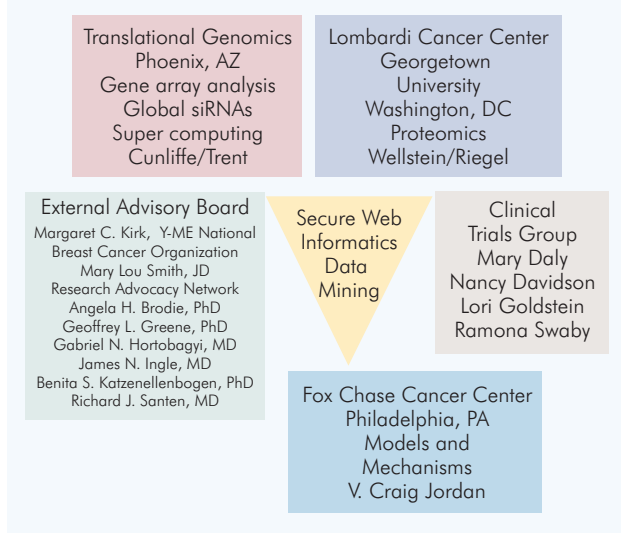 Translational Genomics
Phoenix, AZ
Gene array analysis
Global siRNAs
Super computing
Cunliffe/Trent
Lombardi Cancer Center
Georgetown
University
Washington, DC
Proteomics
Wellstein/Riegel
External Advisory Board
Margaret C. Kirk, Y-ME National
Breast Cancer Organization
Mary Lou Smith, JD
Research Advocacy Network
Angela H. Brodie, PhD
Geoffrey L. Greene, PhD
Gabriel N. Hortobagyi, MD
James N. Ingle, MD
Benita S. Katzenellenbogen, PhD
Richard J. Santen, MD
Secure Web
Informatics
Data
Mining
Clinical
Trials Group
Mary Daly
Nancy Davidson
Lori Goldstein
Ramona Swaby
Fox Chase Cancer Center
Philadelphia, PA
Models and
Mechanisms
V. Craig Jordan